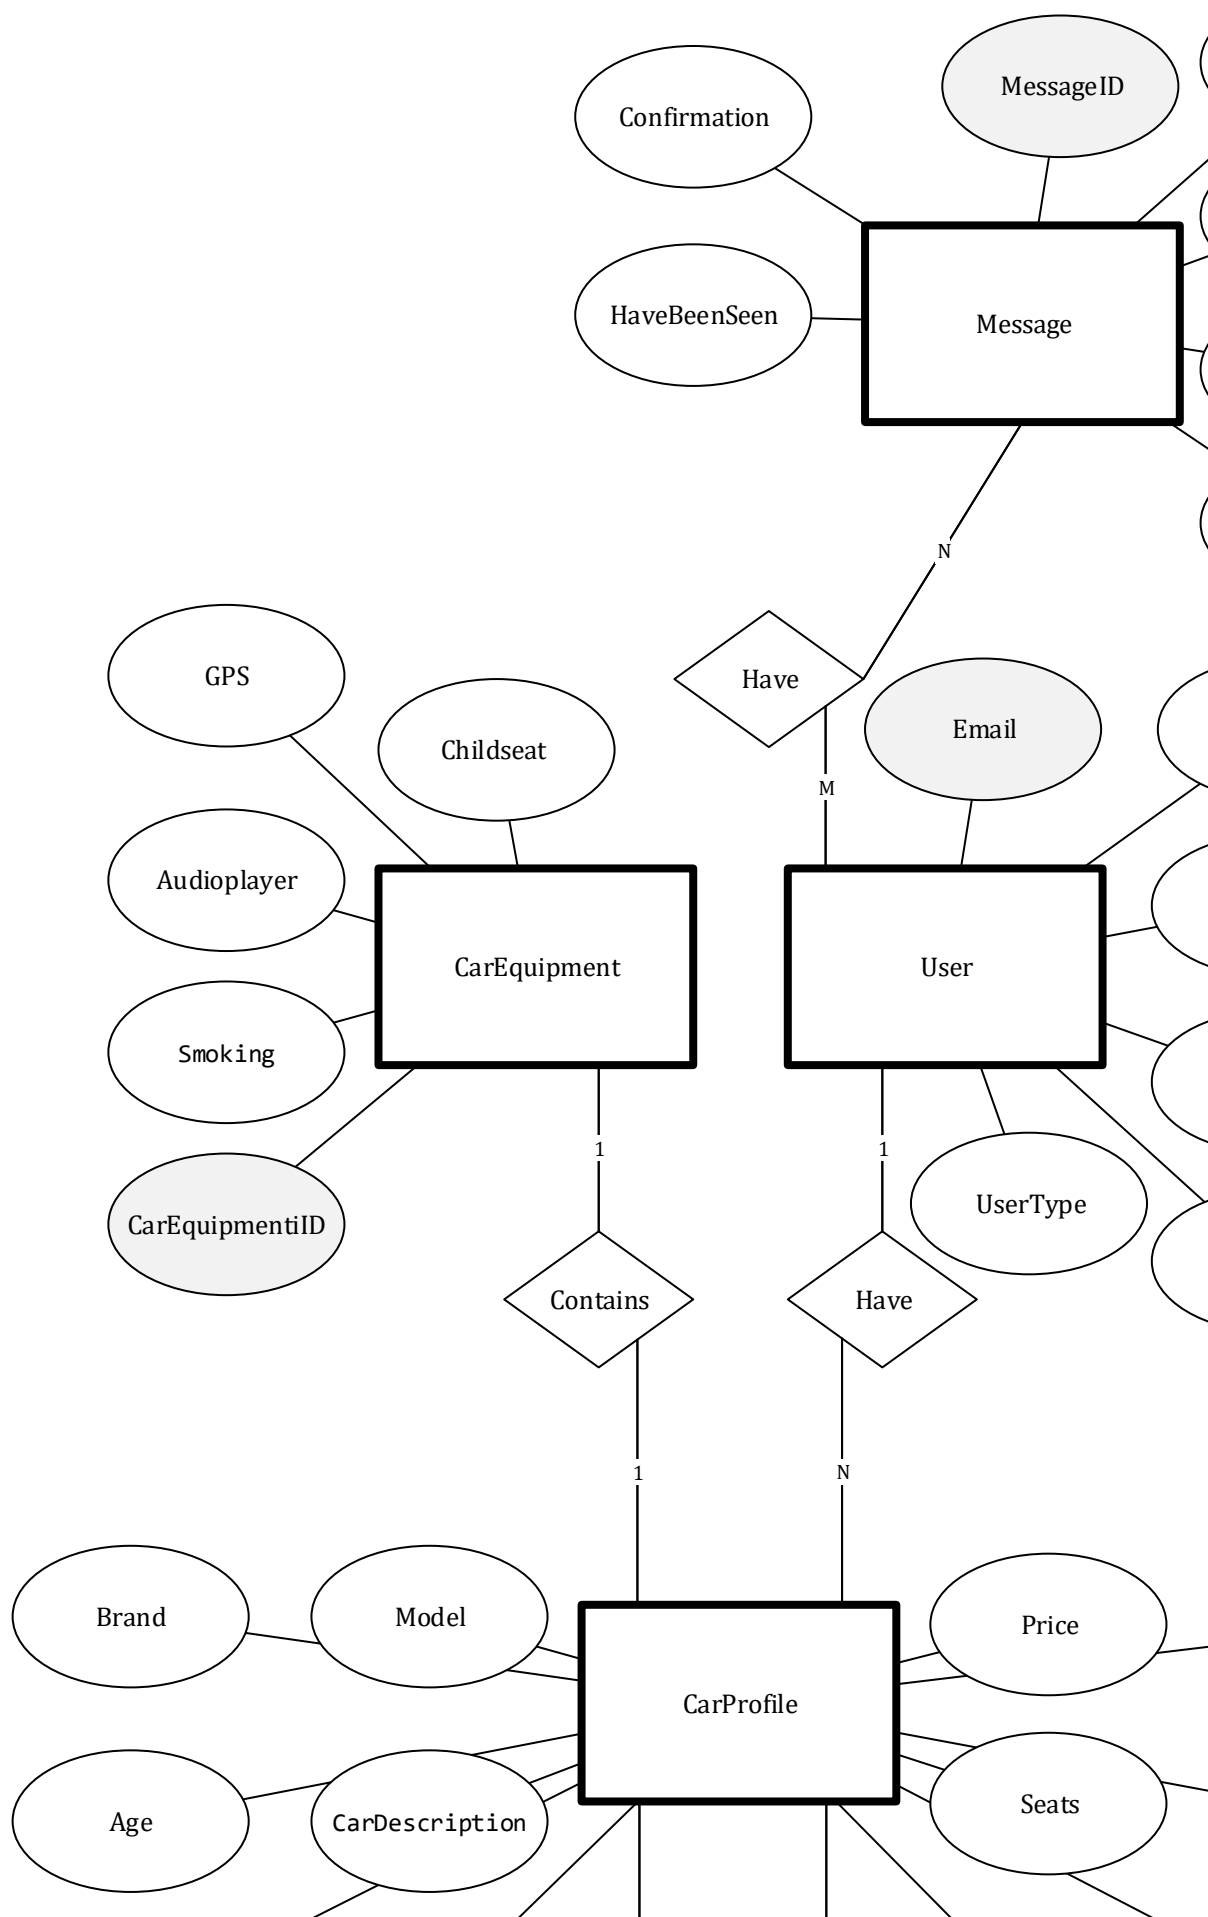 MessageID
Confirmation
HaveBeenSeen
Message
N
GPS
Have
Email
Childseat
M
Audioplayer
CarEquipment
User
Smoking
1
1
UserType
CarEquipmentiID
Contains
Have
1
N
Brand
Model
Price
CarProfile
Age
CarDescription
Seats